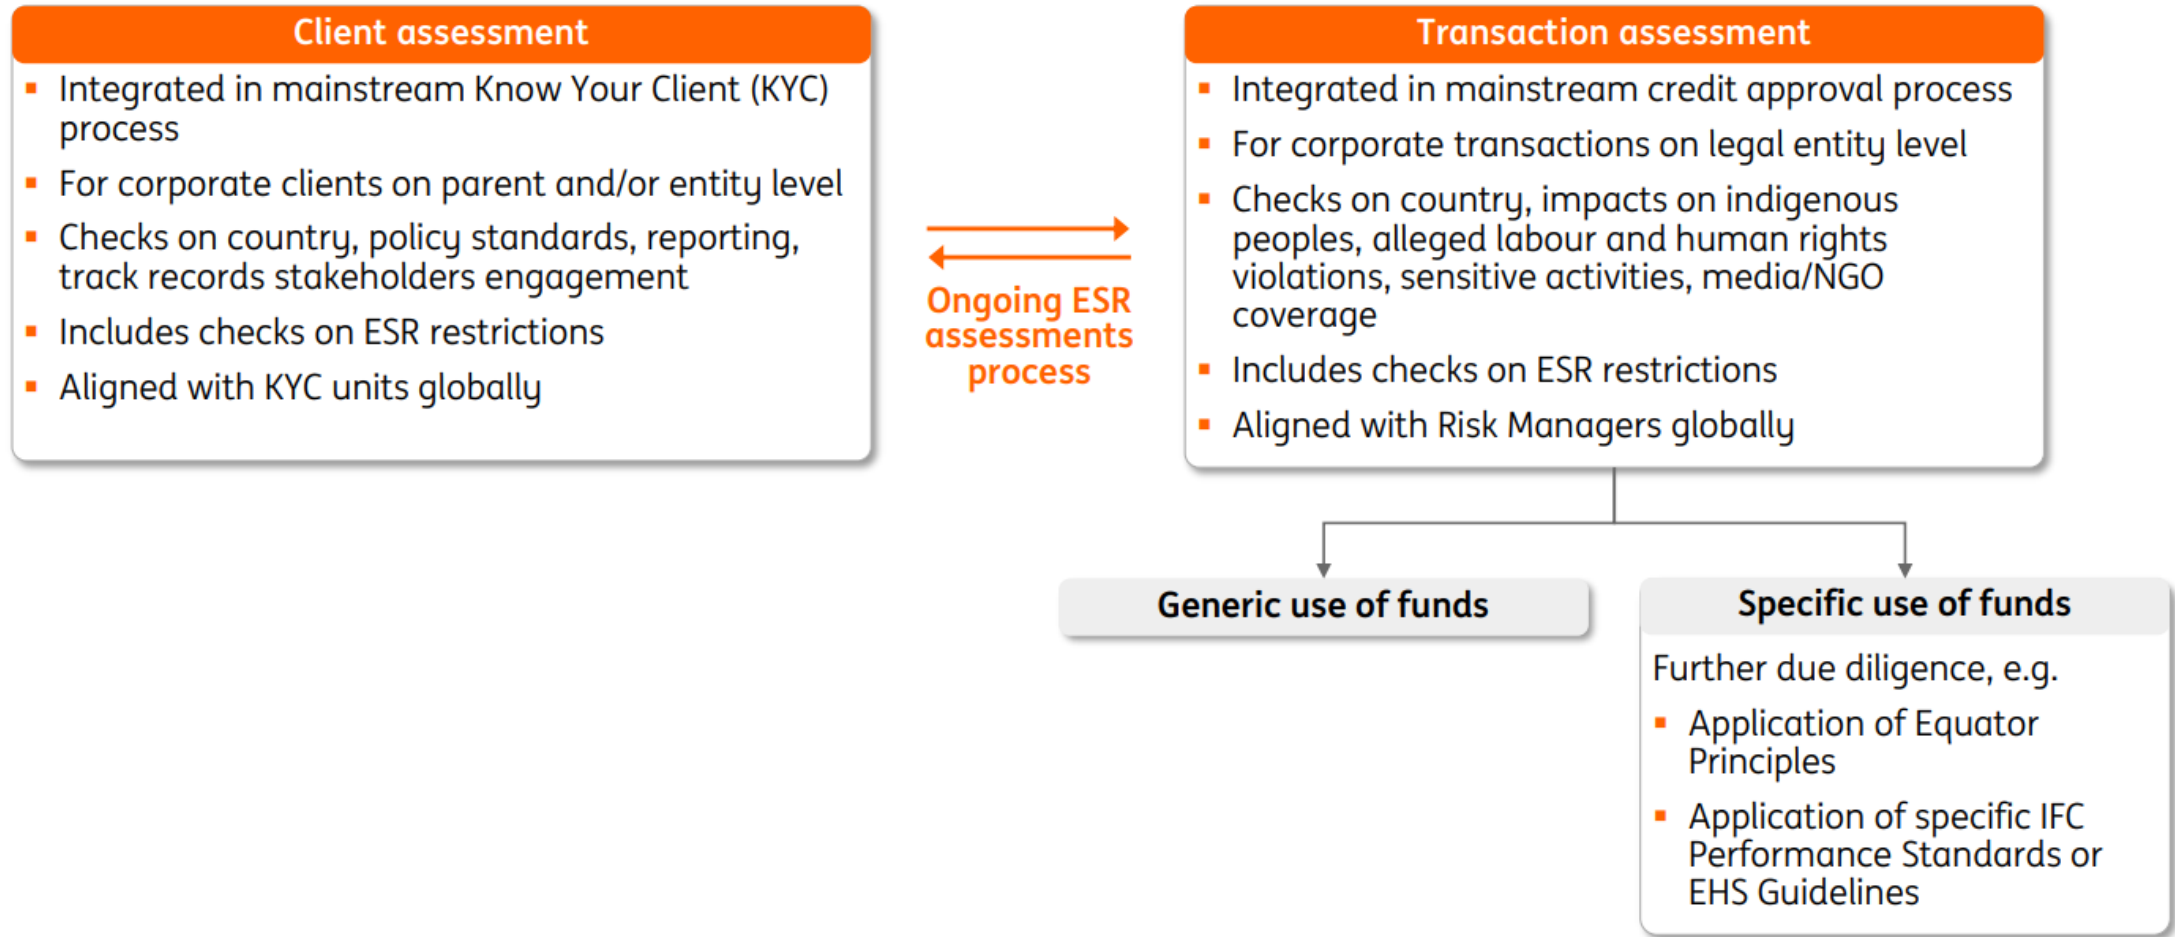 Client assessment
▪ Integrated in mainstream Know Your Client (KYC)
process
▪ For corporate clients on parent and/or entity level
▪ Checks on country, policy standards, reporting,
track records stakeholders engagement
▪ Includes checks on ESR restrictions
▪ Aligned with KYC units globally
Ongoing ESR
assessments
process
Transaction assessment
▪ Integrated in mainstream credit approval process
▪ For corporate transactions on legal entity level
▪ Checks on country, impacts on indigenous
peoples, alleged labour and human rights
violations, sensitive activities, media/NGO
coverage
▪ Includes checks on ESR restrictions
▪ Aligned with Risk Managers globally
Generic use of funds
Specific use of funds
Further due diligence, e.g.
▪ Application of Equator
Principles
▪ Application of specific IFC
Performance Standards or
EHS Guidelines